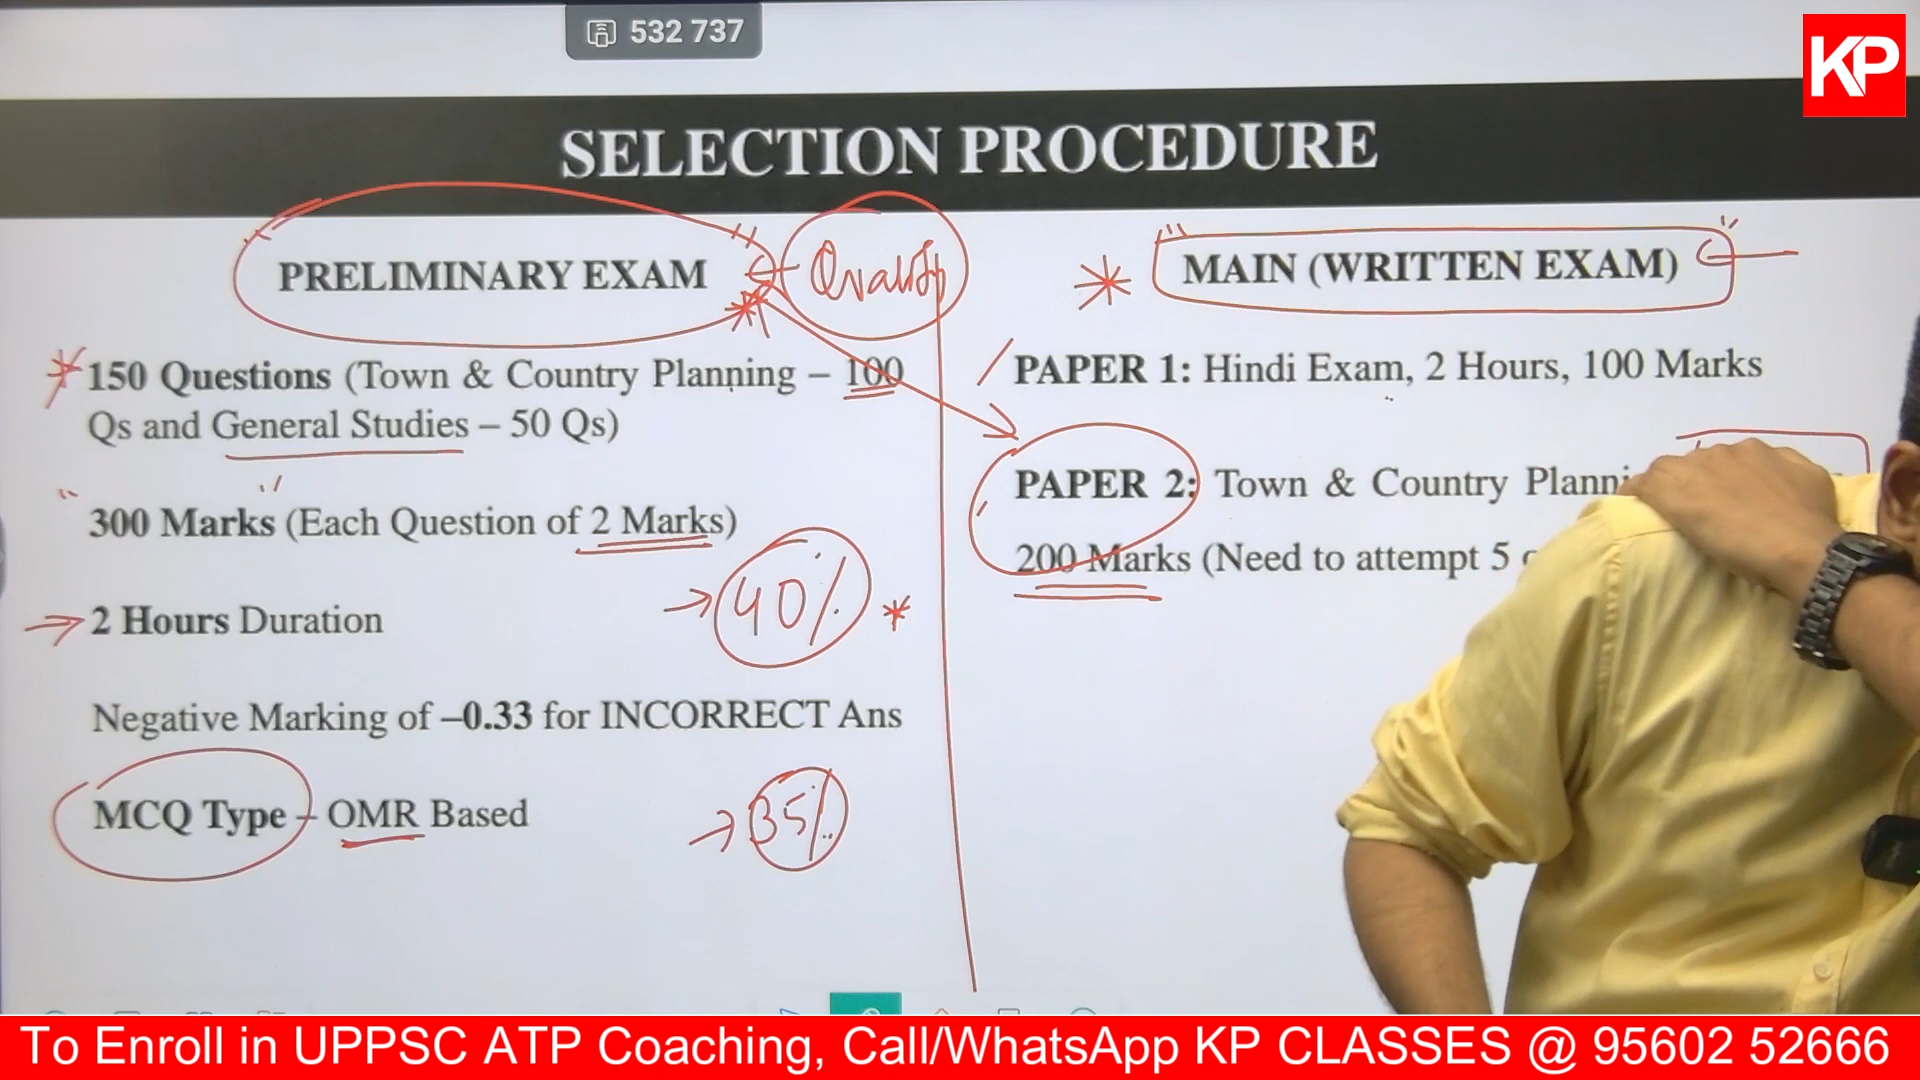 532 737
KP
SELECTION PROCEDURE
PRELIMINARY EXAM
Qualify
150 Questions (Town & Country Planning – 100
Qs and General Studies – 50 Qs)
300 Marks (Each Question of 2 Marks)
40%
2 Hours Duration
Negative Marking of –0.33 for INCORRECT Ans
MCQ Type – OMR Based
35%
MAIN (WRITTEN EXAM)
PAPER 1: Hindi Exam, 2 Hours, 100 Marks
PAPER 2: Town & Country
200 Marks (Need to attempt 5
To Enroll in UPPSC ATP Coaching, Call/WhatsApp KP CLASSES @ 95602 52666